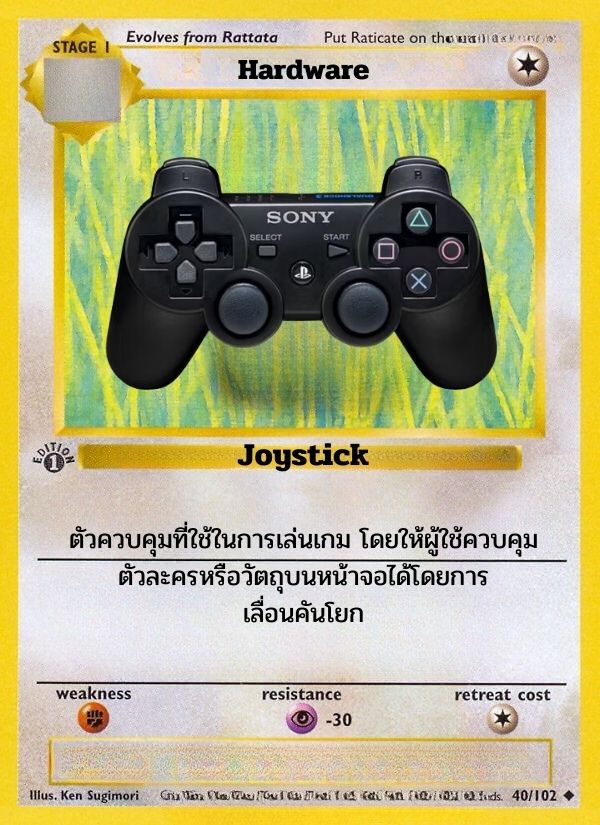 STAGE 1
Evolves from Rattata
Put Raticate on the
Hardware
L
R
SONY
SELECT
START
EDITION
1
Joystick
ตัวควบคุมที่ใช้ในการเล่นเกม โดยให้ผู้ใช้ควบคุม
ตัวละครหรือวัตถุบนหน้าจอได้โดยการ
เลื่อนคันโยก
weakness
resistance
retreat cost
-30
Illus. Ken Sugimori
40/102